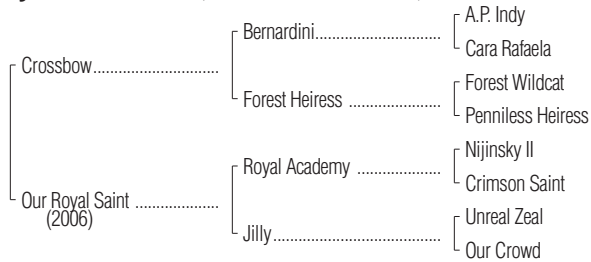 A.P. Indy
Bernardini
Cara Rafaela
Crossbow
Forest Wildcat
Forest Heiress
Penniless Heiress
Nijinsky II
Royal Academy
Crimson Saint
Our Royal Saint
(2006)
Unreal Zeal
Jilly
Our Crowd